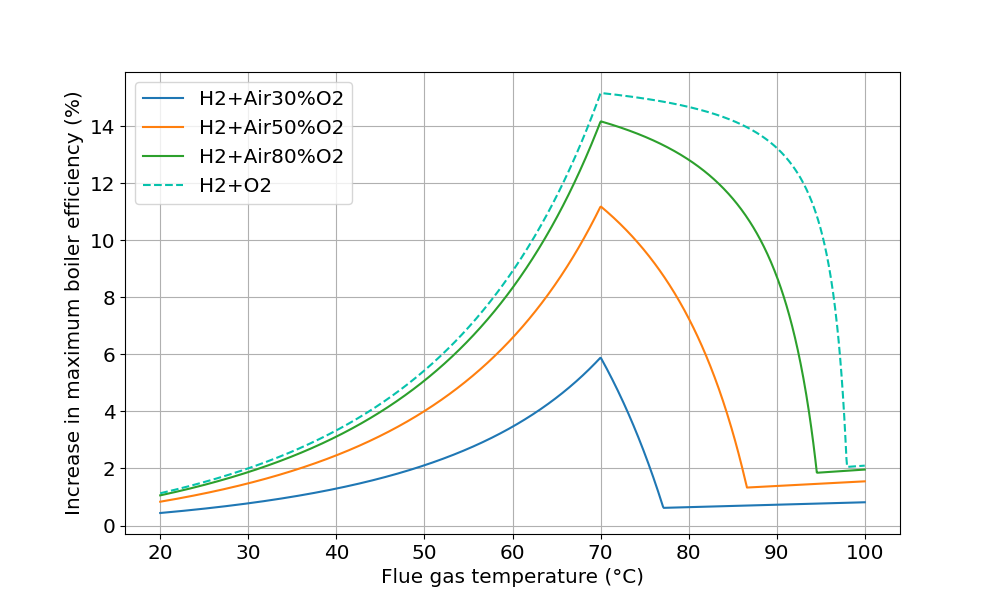 H2+Air30%O2
H2+Air50%O2
H2+Air80%O2
H2+O2
Increase in maximum boiler efficiency (%)
14
12
10
8
6
4
2
0
20 30 40 50 60 70 80 90 100
Flue gas temperature (°C)